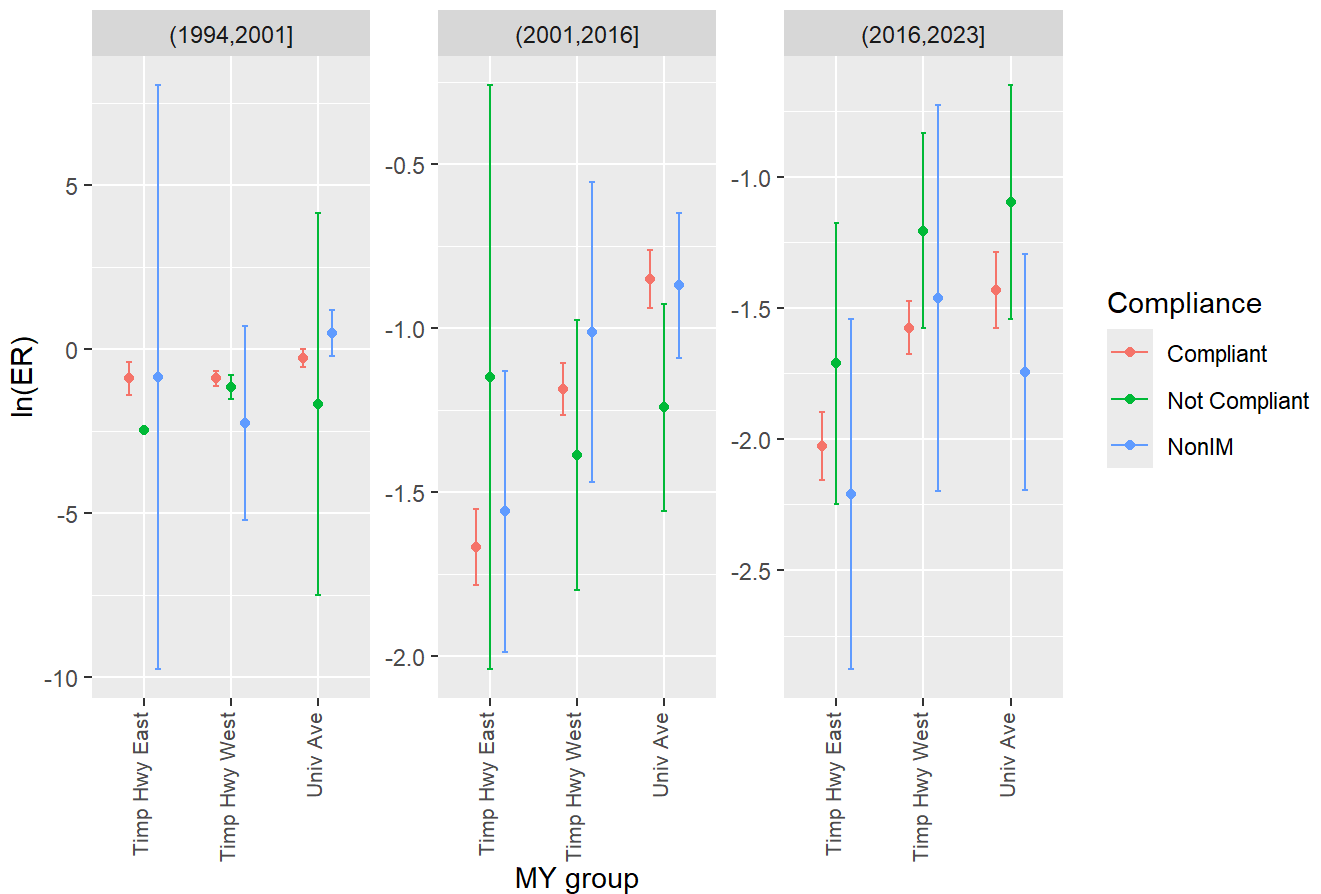 (1994,2001]
(2001,2016]
(2016,2023]
ln(ER)
5
0
-5
-10
-0.5
-1.0
-1.5
-2.0
-1.0
-1.5
-2.0
-2.5
Timp Hwy East
Timp Hwy West
Univ Ave
Timp Hwy East
Timp Hwy West
Univ Ave
Timp Hwy East
Timp Hwy West
Univ Ave
MY group
Compliance
Compliant
Not Compliant
NonIM